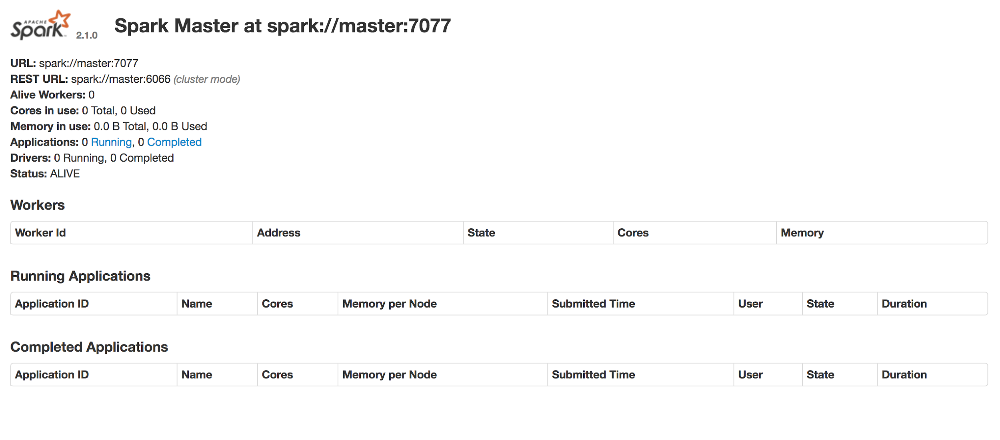 APACHE
Spark™ 2.1.0 Spark Master at spark://master:7077
URL: spark://master:7077
REST URL: spark://master:6066 (cluster mode)
Alive Workers: 0
Cores in use: 0 Total, 0 Used
Memory in use: 0.0 B Total, 0.0 B Used
Applications: 0 Running, 0 Completed
Drivers: 0 Running, 0 Completed
Status: ALIVE
Workers
Worker Id Address State Cores Memory
Running Applications
Application ID Name Cores Memory per Node Submitted Time User State Duration
Completed Applications
Application ID Name Cores Memory per Node Submitted Time User State Duration